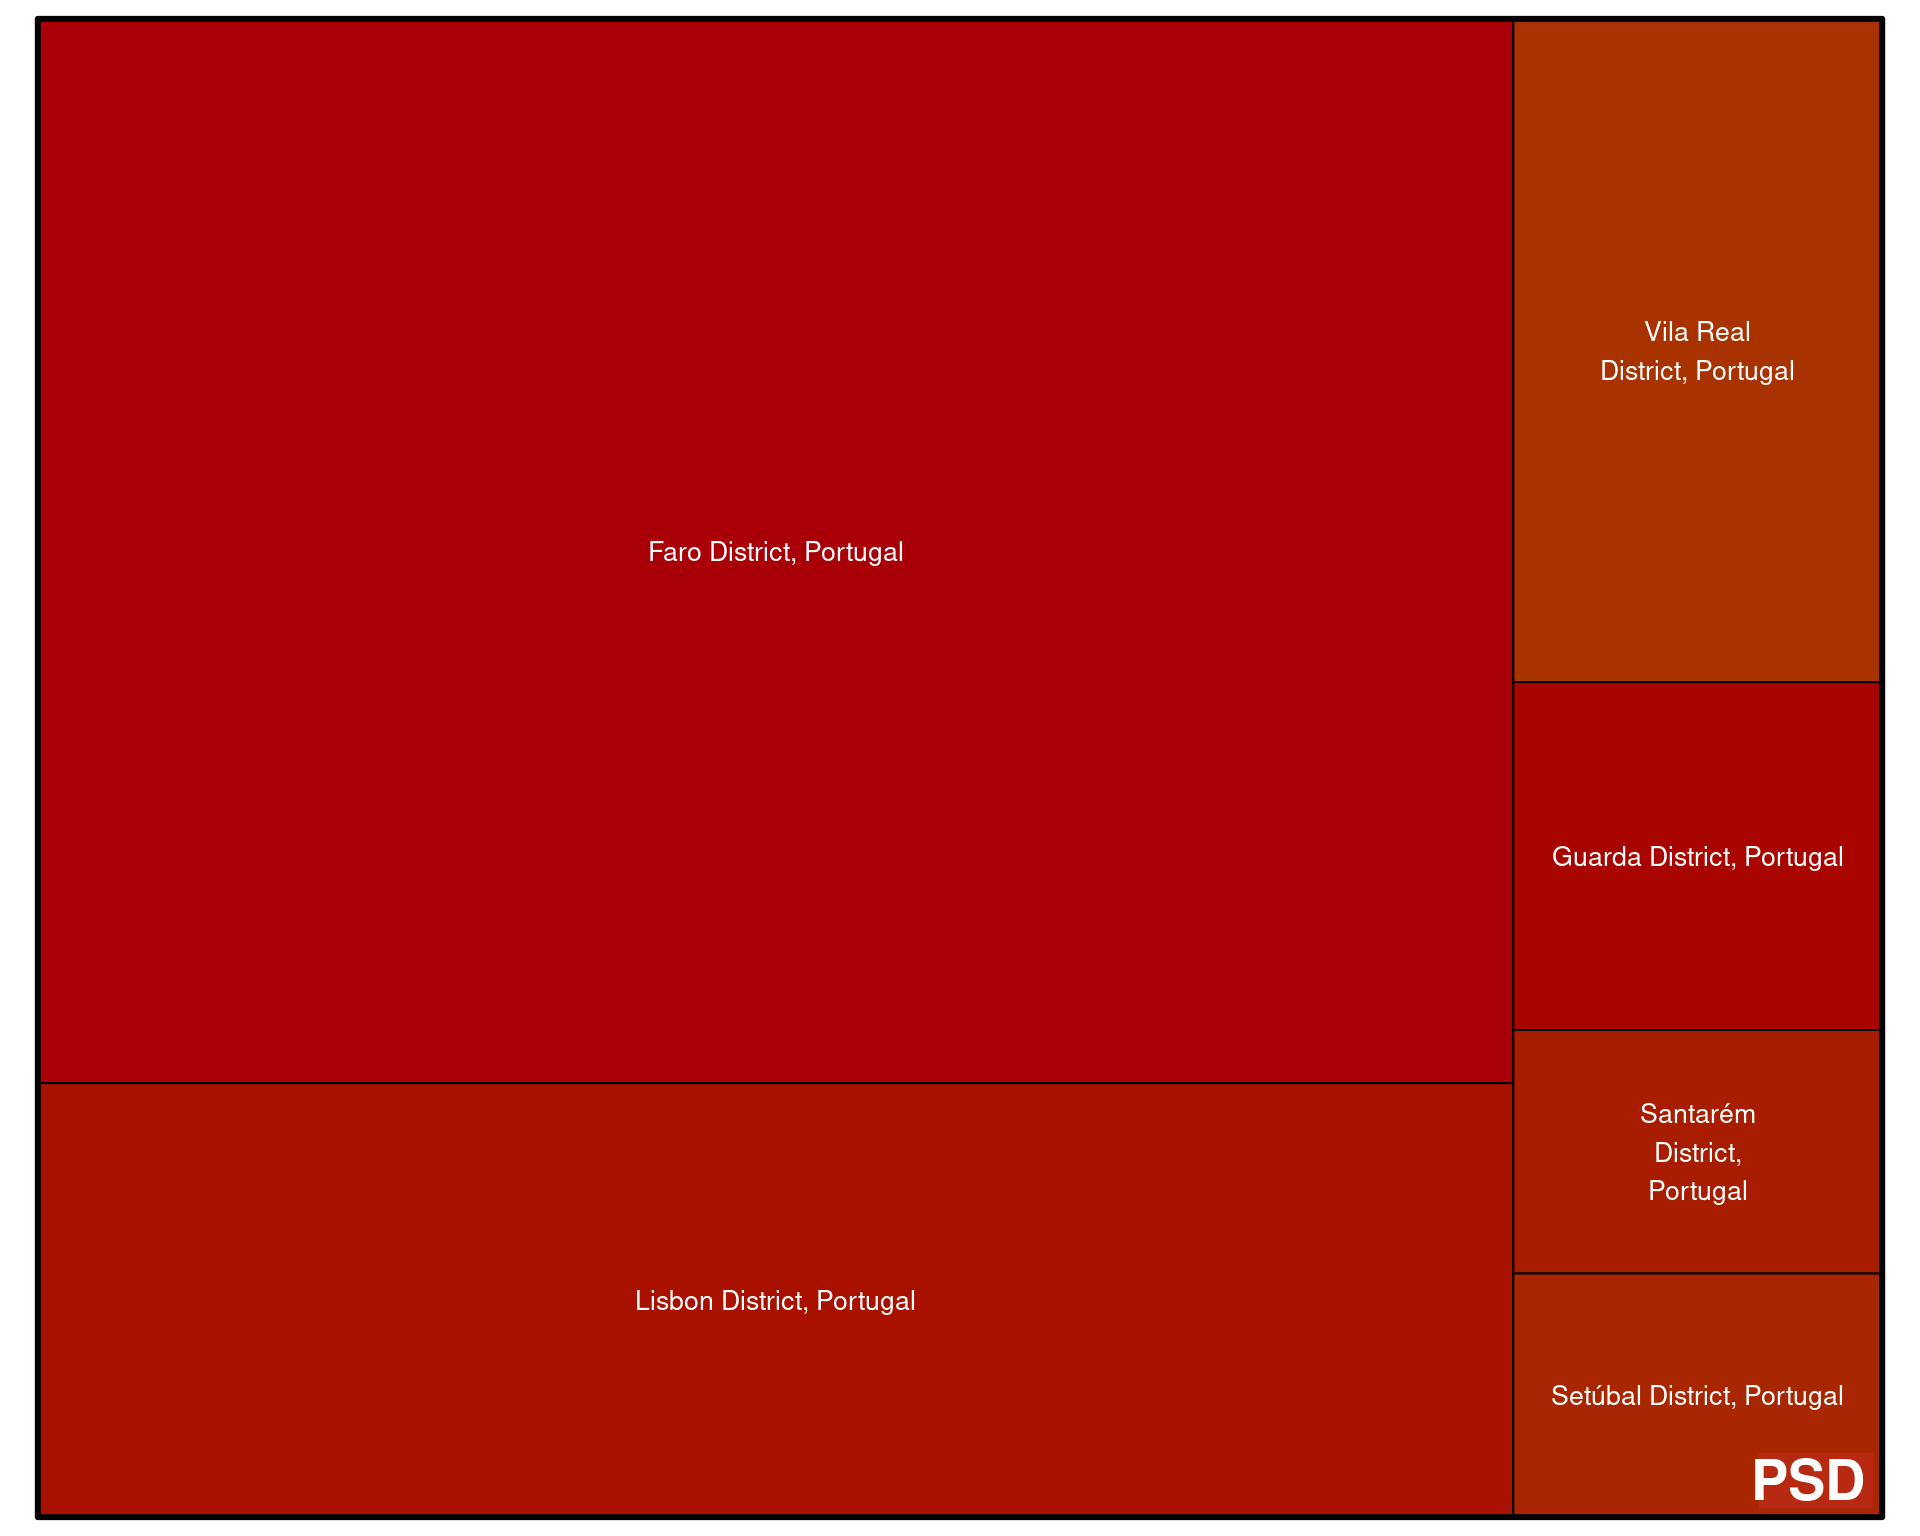 Faro District, Portugal
Lisbon District, Portugal
Vila Real
District, Portugal
Guarda District, Portugal
Santarém
District,
Portugal
Setúbal District, Portugal
PSD